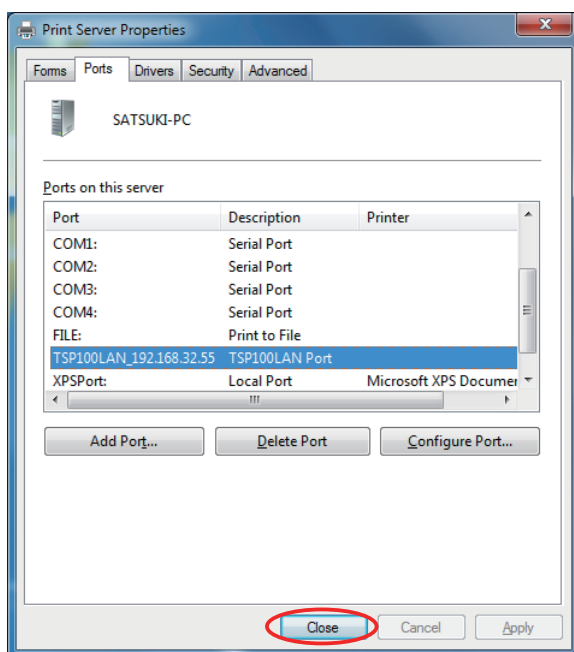 Print Server Properties
Forms Ports Drivers Security Advanced
SATSUKI-PC
Ports on this server
Port Description Printer
COM1: Serial Port
COM2: Serial Port
COM3: Serial Port
COM4: Serial Port
FILE: Print to File
TSP100LAN_192.168.32.55 TSP100LAN Port
XPSPort: Local Port Microsoft XPS Documen
Add Port... Delete Port Configure Port...
Close Cancel Apply